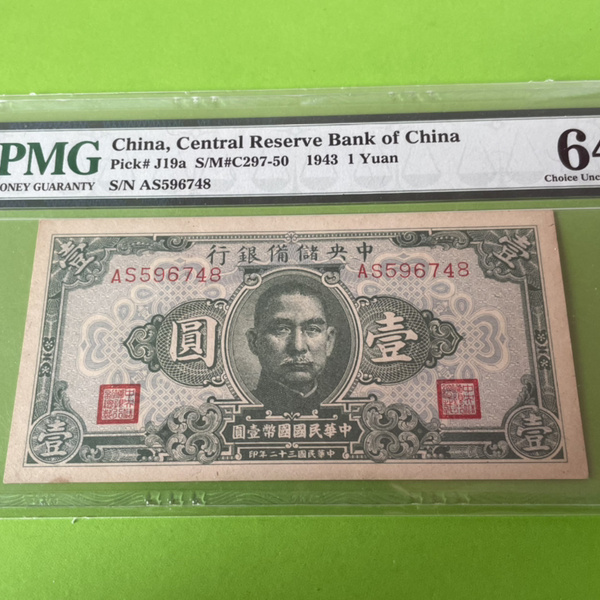 PMG
MONEY GUARANTY
China, Central Reserve Bank of China
Pick# J19a S/M#C297-50 1943 1 Yuan
S/N AS596748
64
Choice Unc
行銀備儲央中
壹 壹
AS596748 AS596748
圓 壹
圓壹幣國國民華中
壹 壹
印年二十三國民華中